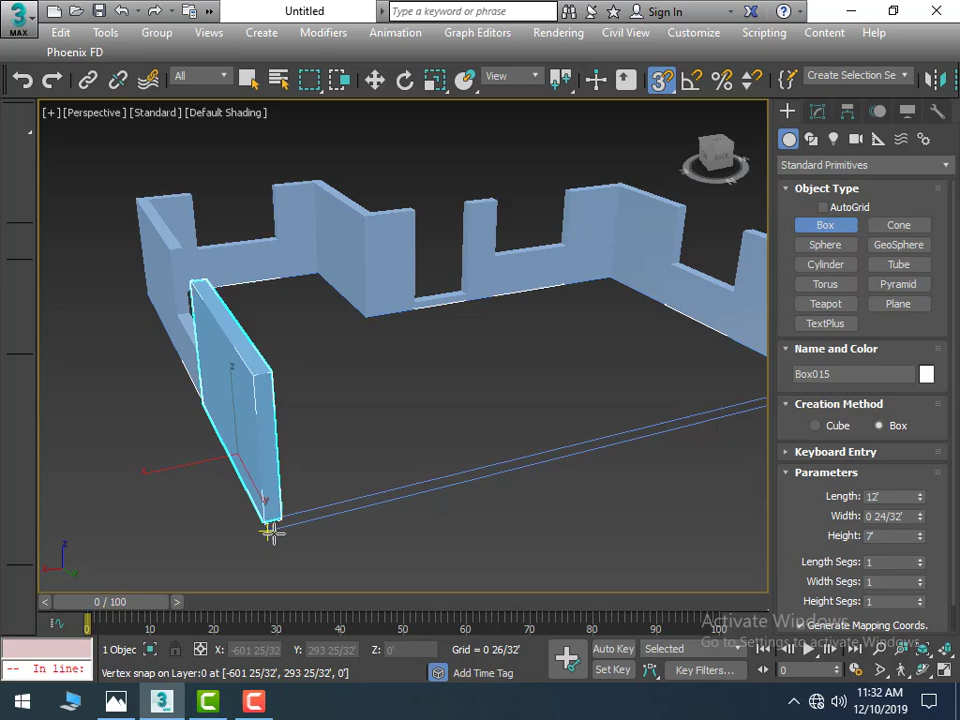 3
MAX
Untitled
Type a keyword or phrase
Sign In
?
Edit Tools Group Views Create Modifiers Animation Graph Editors Rendering Civil View Customize Scripting Content Help
Phoenix FD
All
View
3
%
Create Selection Se
[+] [Perspective] [Standard] [Default Shading]
Standard Primitives
Object Type
AutoGrid
Box Cone
Sphere GeoSphere
Cylinder Tube
Torus Pyramid
Teapot Plane
TextPlus
Name and Color
Box015
Creation Method
Cube Box
Keyboard Entry
Parameters
Length: 12'
Width: 0 24/32'
Height: 7'
Length Segs: 1
Width Segs: 1
Height Segs: 1
Generate Mapping Coords.
z
x
y
z
< 0 / 100 >
0 10 20 30 40 50 60 70 80 90 100
Activate Windows
Go to Settings to activate Windows.
1 Objec X: -601 25/32 Y: 293 25/32 Z: 0' Grid = 0 26/32' Auto Key Selected
-- In line: Vertex snap on Layer:0 at [-601 25/32, 293 25/32, 0'] Add Time Tag Set Key Key Filters... 0
3
MAX
C C
11:32 AM
12/10/2019